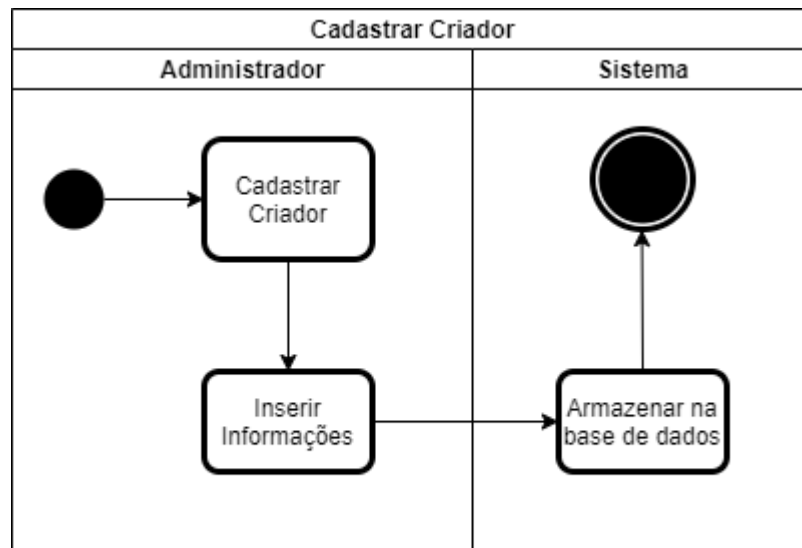 Cadastrar Criador
Administrador
Sistema
Cadastrar
Criador
Inserir
Informações
Armazenar na
base de dados